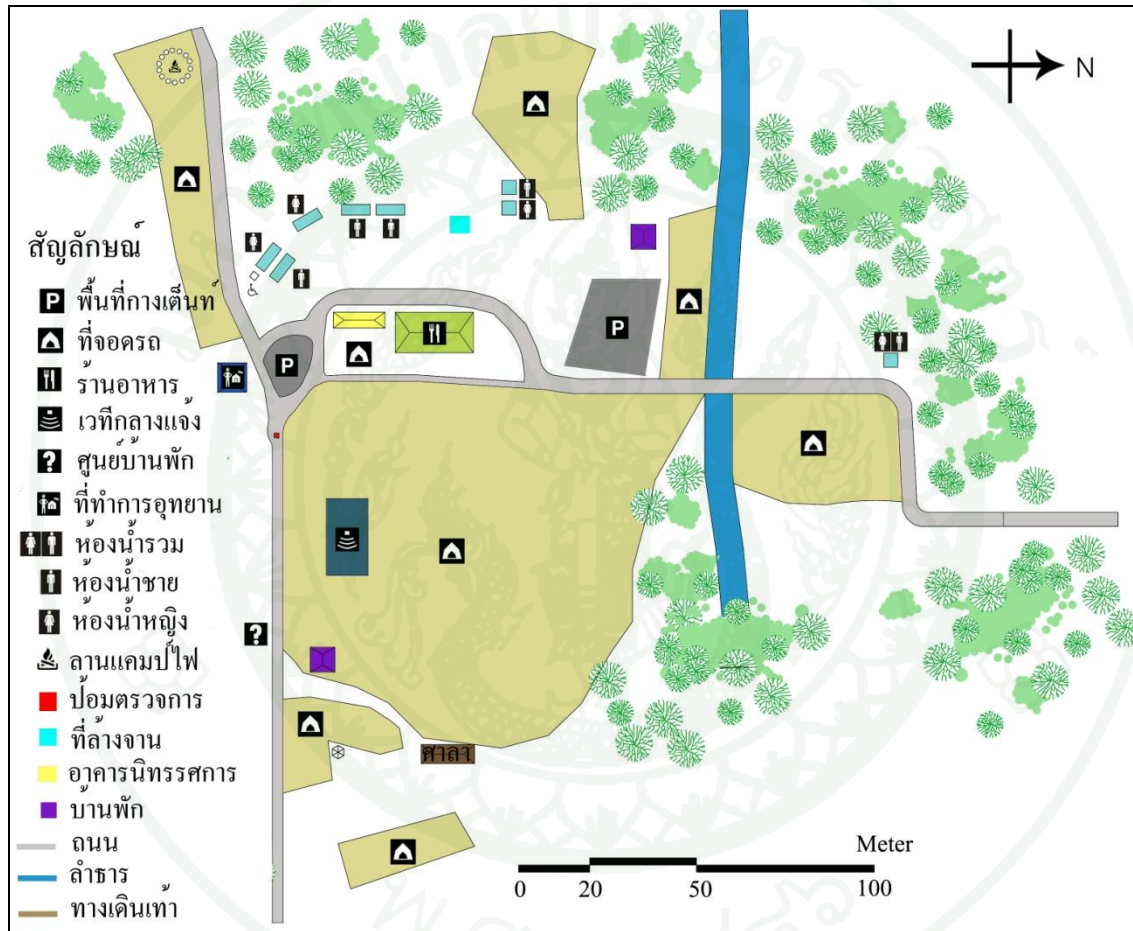 N
สัญลักษณ์
P พื้นที่กางเต็นท์
ที่จอดรถ
ร้านอาหาร
เวทีกลางแจ้ง
? ศูนย์บ้านพัก
ที่ทำการอุทยาน
ห้องน้ำรวม
ห้องน้ำชาย
ห้องน้ำหญิง
ลานแคมป์ไฟ
ป้อมตรวจการ
ที่ล้างจาน
อาคารนิทรรศการ
บ้านพัก
ถนน
ลำธาร
ทางเดินเท้า
P
P
?
ศาลา
Meter
0 20 50 100